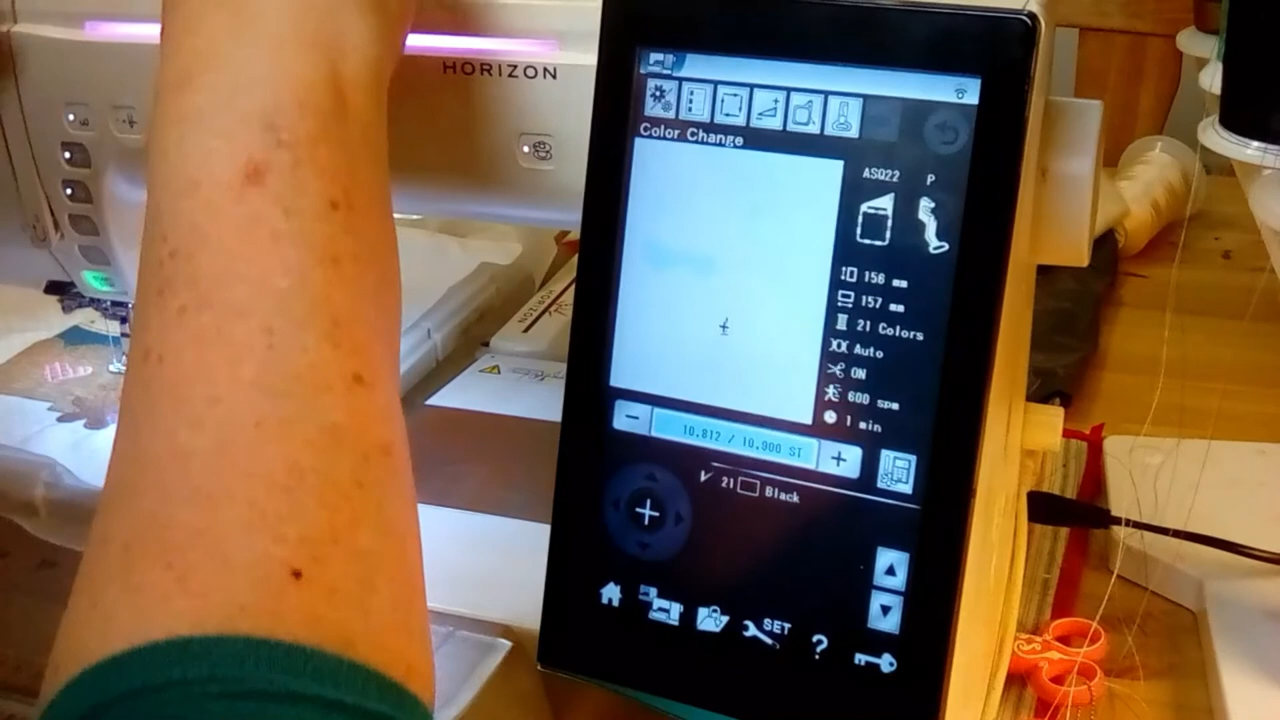 HORIZON
Color Change
ASQ22 P
156 mm
157 mm
21 Colors
Auto
ON
600 spm
1 min
10,812 / 10,900 ST
21 Black
SET
?
HORIZON